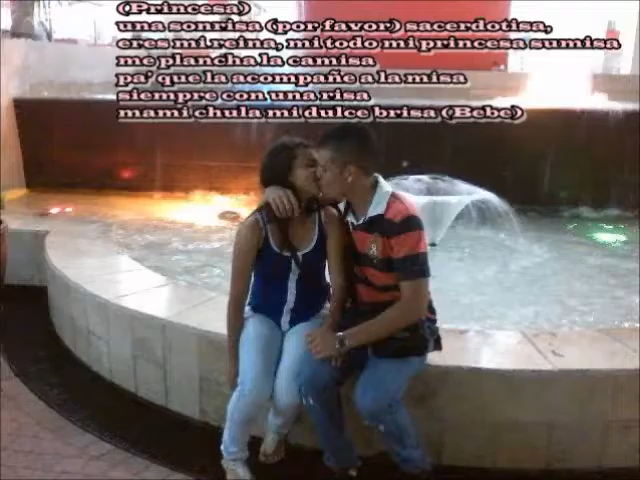 (Princesa)
una sonrisa (por favor) sacerdotisa,
eres mi reina, mi todo mi princesa sumisa
me plancha la camisa
pa' que la acompañe a la misa
siempre con una risa
mami chula mi dulce brisa (Bebe)